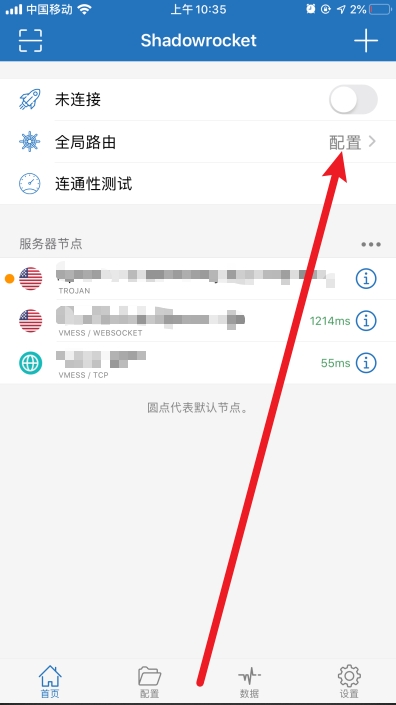 中国移动 上午 10:35 2%
Shadowrocket
未连接
全局路由 配置
连通性测试
服务器节点
TROJAN
VMESS / WEBSOCKET 1214ms
VMESS / TCP 55ms
圆点代表默认节点。
首页 配置 数据 设置